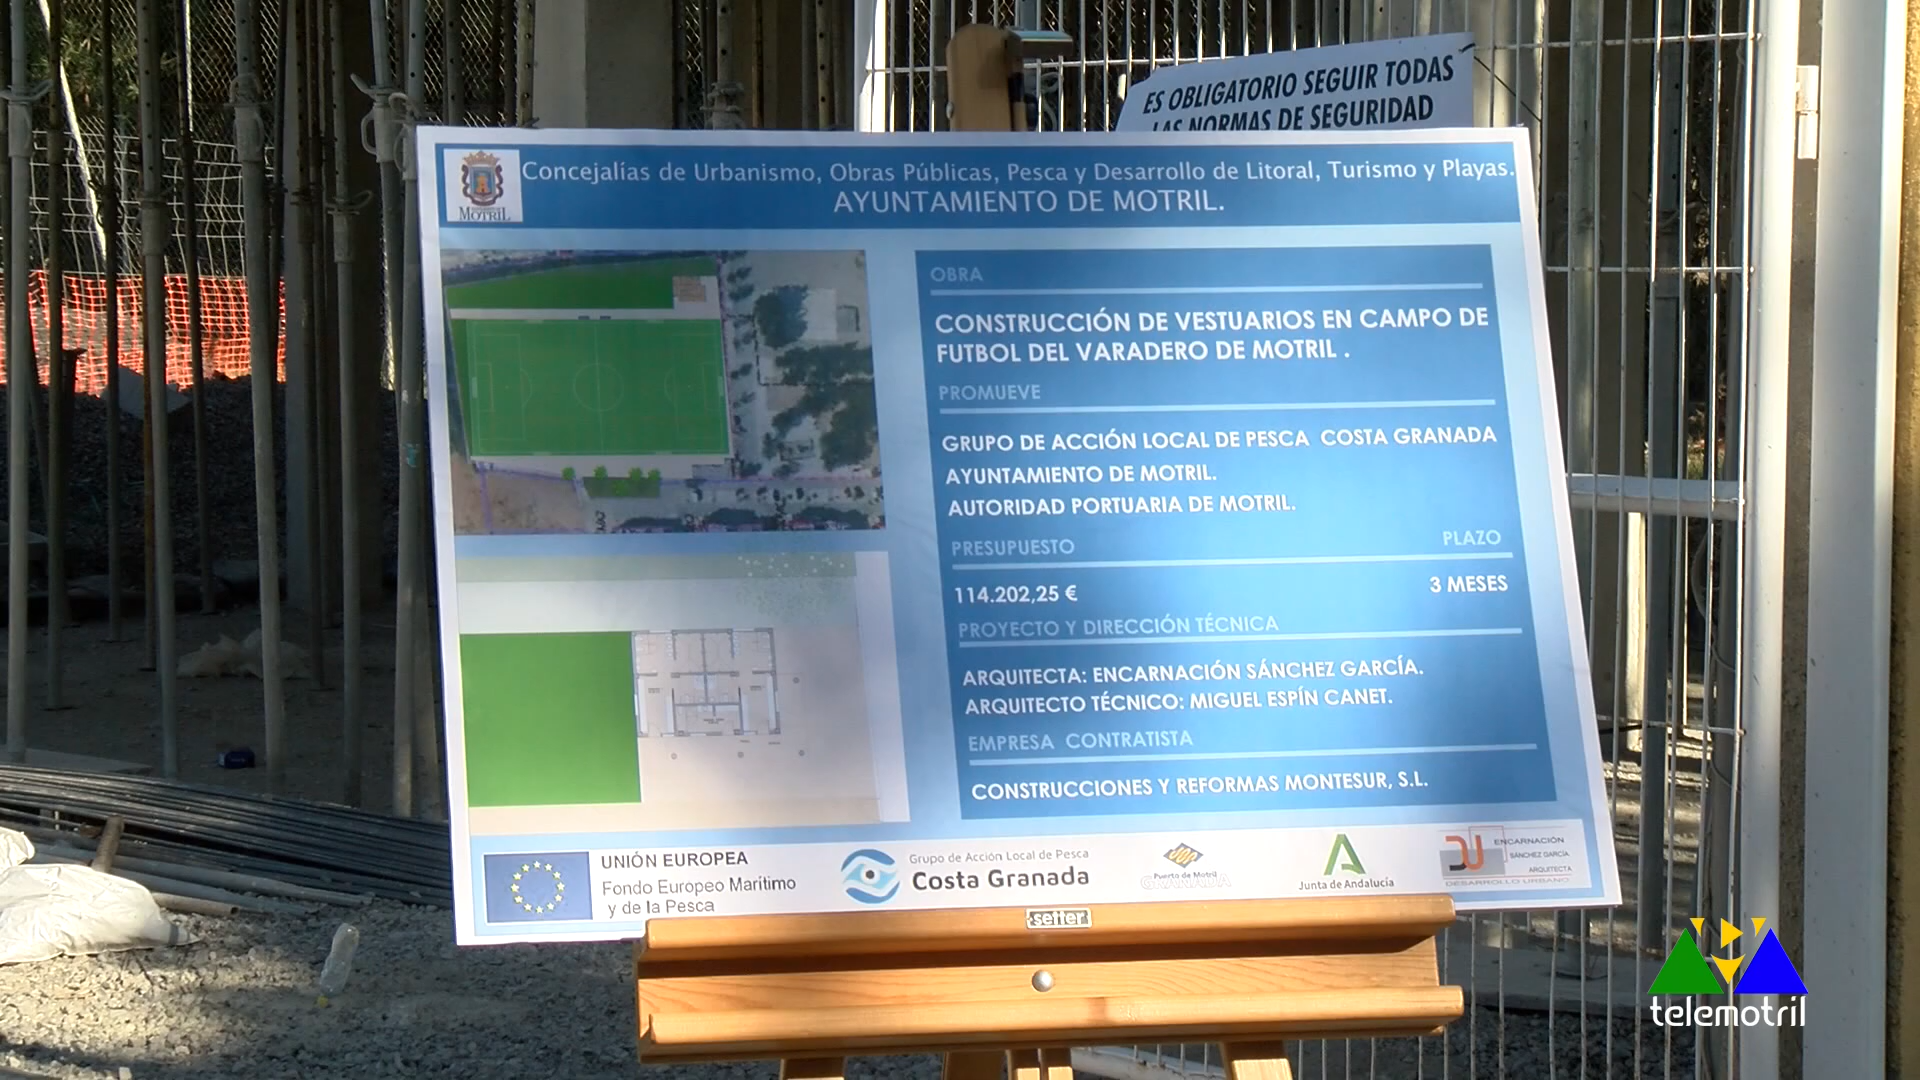 ES OBLIGATORIO SEGUIR TODAS
LAS NORMAS DE SEGURIDAD
MOTRIL
Concejalías de Urbanismo, Obras Públicas, Pesca y Desarrollo de Litoral, Turismo y Playas.
AYUNTAMIENTO DE MOTRIL.
OBRA
CONSTRUCCIÓN DE VESTUARIOS EN CAMPO DE
FUTBOL DEL VARADERO DE MOTRIL .
PROMUEVE
GRUPO DE ACCIÓN LOCAL DE PESCA COSTA GRANADA
AYUNTAMIENTO DE MOTRIL.
AUTORIDAD PORTUARIA DE MOTRIL.
PRESUPUESTO PLAZO
114.202,25 € 3 MESES
PROYECTO Y DIRECCIÓN TÉCNICA
ARQUITECTA: ENCARNACIÓN SÁNCHEZ GARCÍA.
ARQUITECTO TÉCNICO: MIGUEL ESPÍN CANET.
EMPRESA CONTRATISTA
CONSTRUCCIONES Y REFORMAS MONTESUR, S.L.
UNIÓN EUROPEA
Fondo Europeo Marítimo
y de la Pesca
Grupo de Acción Local de Pesca
Costa Granada
Puerto de Motril
GRANADA
Junta de Andalucía
DU
ENCARNACIÓN
SÁNCHEZ GARCÍA
ARQUITECTA
DESARROLLO URBANO
setter
telemotril